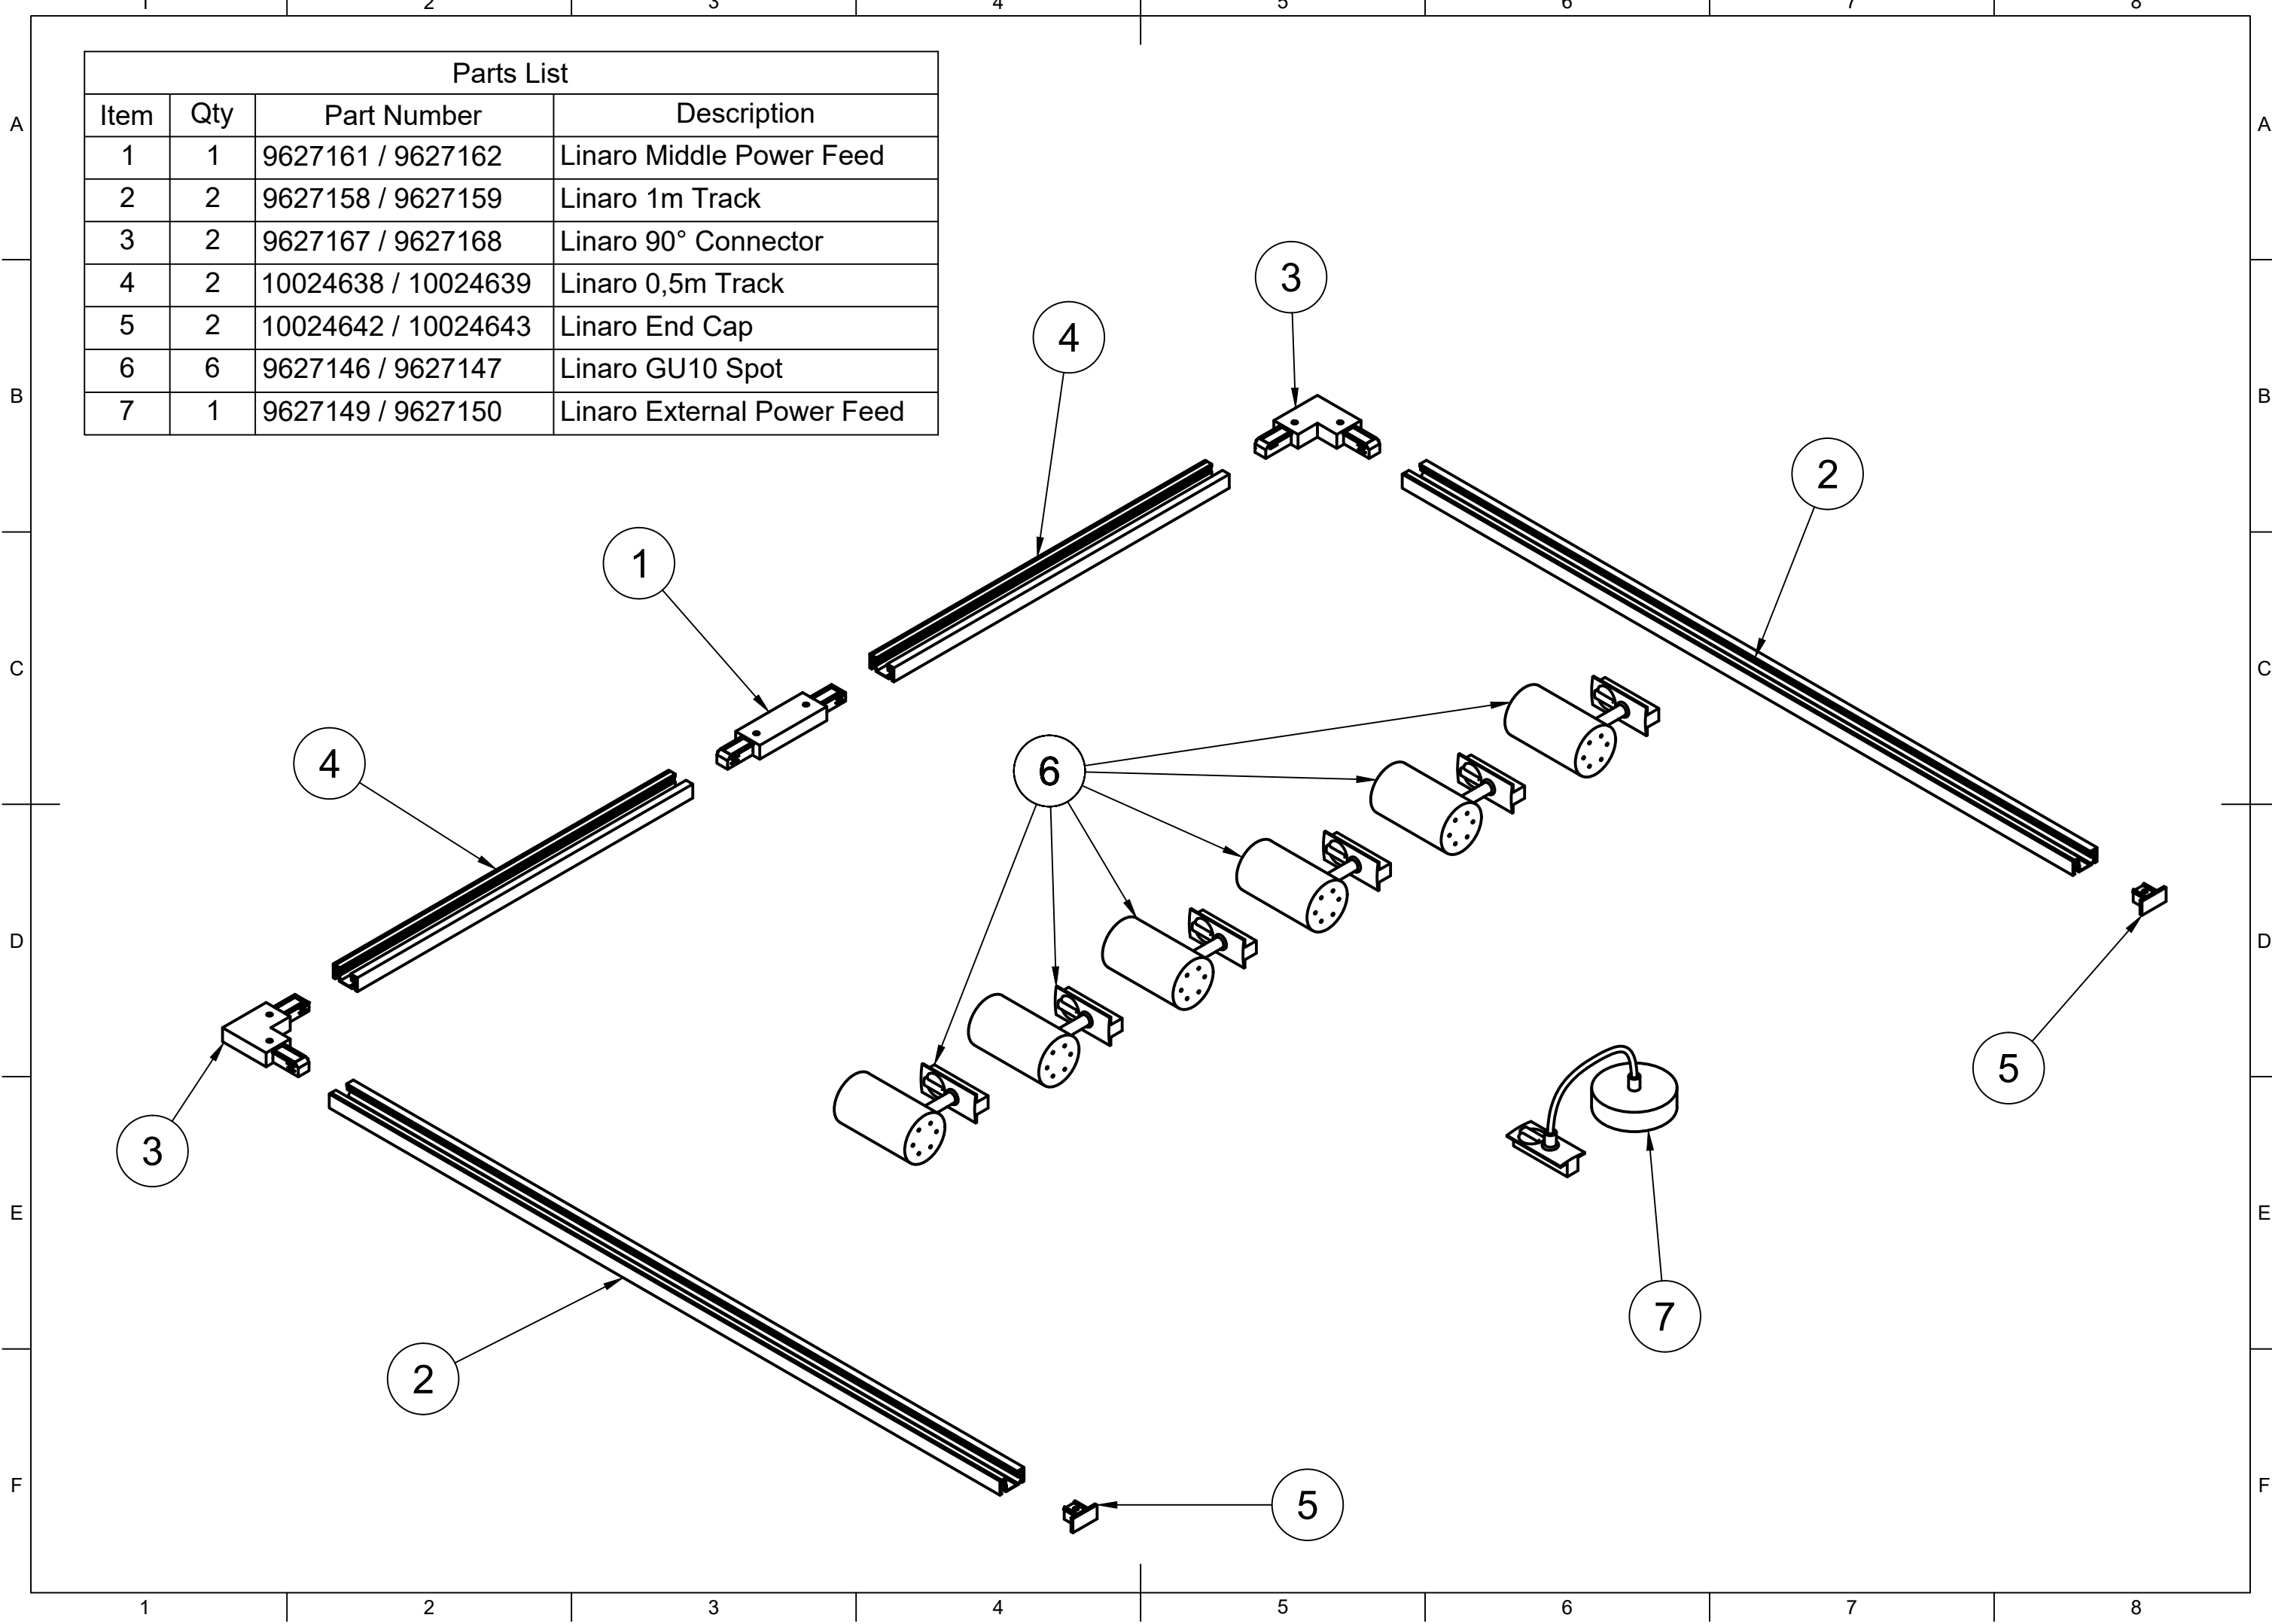 1 2 3 4 5 6 7 8
Parts List
Item Qty Part Number Description
1 1 9627161 / 9627162 Linaro Middle Power Feed
2 2 9627158 / 9627159 Linaro 1m Track
3 2 9627167 / 9627168 Linaro 90° Connector
4 2 10024638 / 10024639 Linaro 0,5m Track
5 2 10024642 / 10024643 Linaro End Cap
6 6 9627146 / 9627147 Linaro GU10 Spot
7 1 9627149 / 9627150 Linaro External Power Feed
A A
3
4
B B
2
1
C C
4
6
D D
5
3
E E
7
2
F F
5
1 2 3 4 5 6 7 8